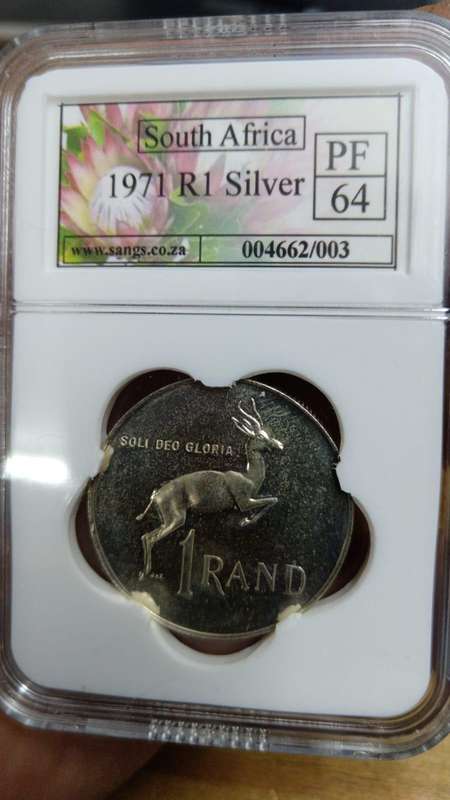 South Africa
1971 R1 Silver
PF
64
www.sangs.co.za
004662/003
SOLI DEO GLORIA
1 RAND